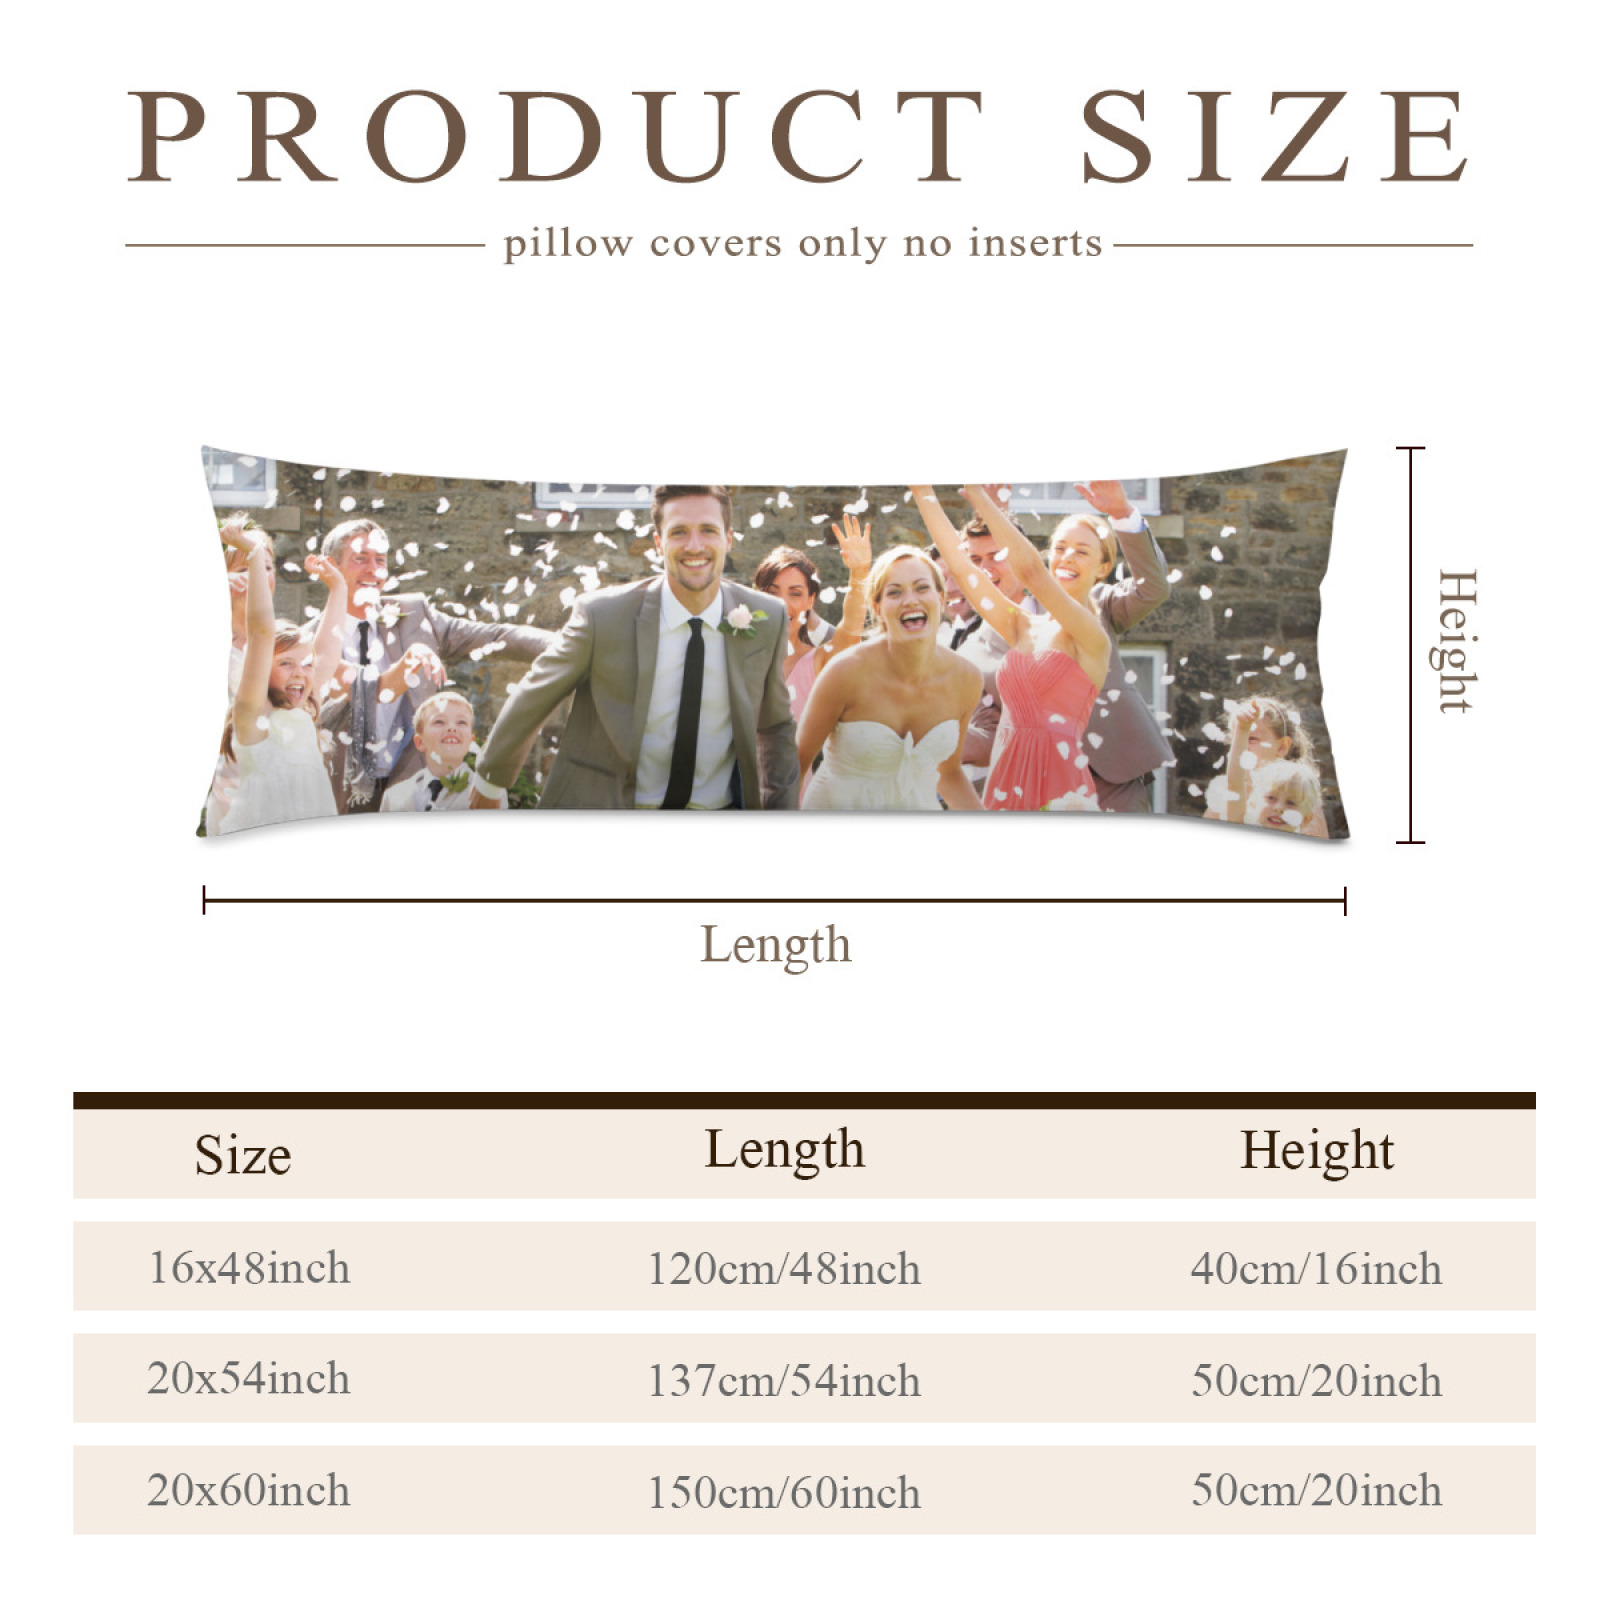 PRODUCT SIZE
pillow covers only no inserts
Height
Length
Size Length Height
16x48inch 120cm/48inch 40cm/16inch
20x54inch 137cm/54inch 50cm/20inch
20x60inch 150cm/60inch 50cm/20inch